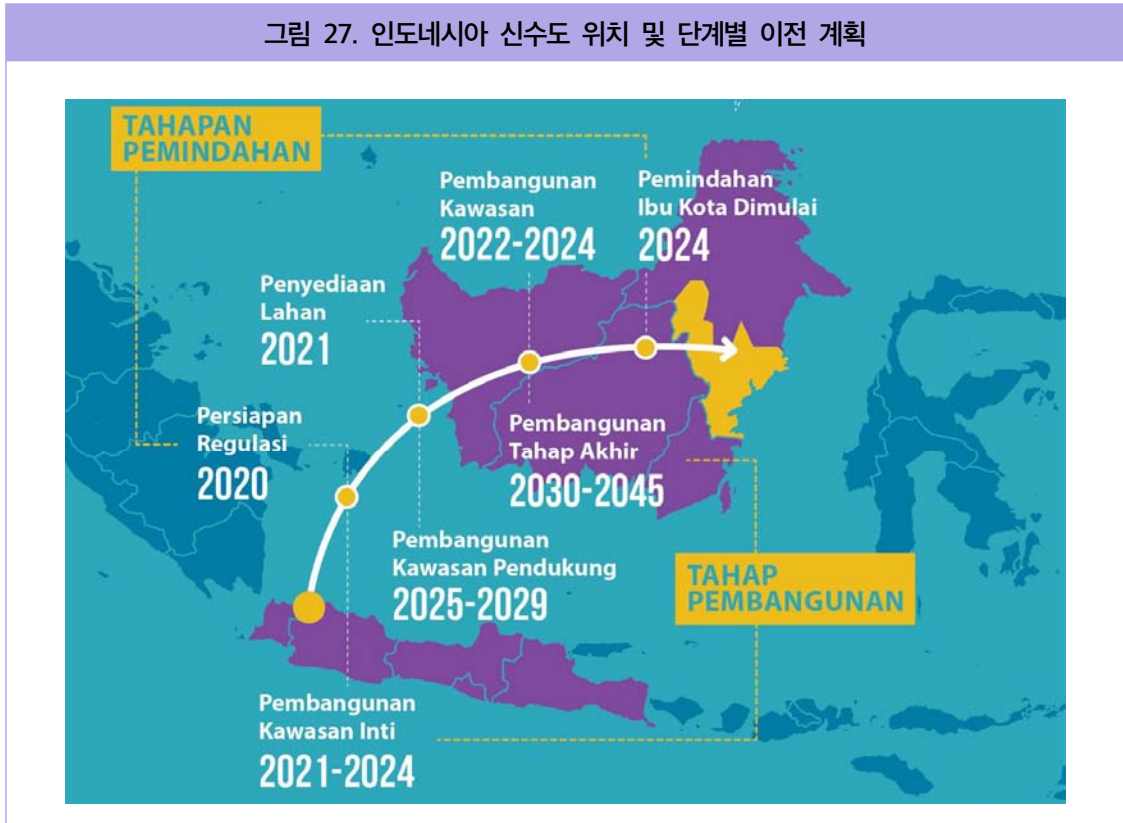 그림 27. 인도네시아 신수도 위치 및 단계별 이전 계획
TAHAPAN
PEMINDAHAN
Persiapan
Regulasi
2020
Penyediaan
Lahan
2021
Pembangunan
Kawasan
2022-2024
Pemindahan
Ibu Kota Dimulai
2024
TAHAP
PEMBANGUNAN
Pembangunan
Kawasan Inti
2021-2024
Pembangunan
Kawasan Pendukung
2025-2029
Pembangunan
Tahap Akhir
2030-2045